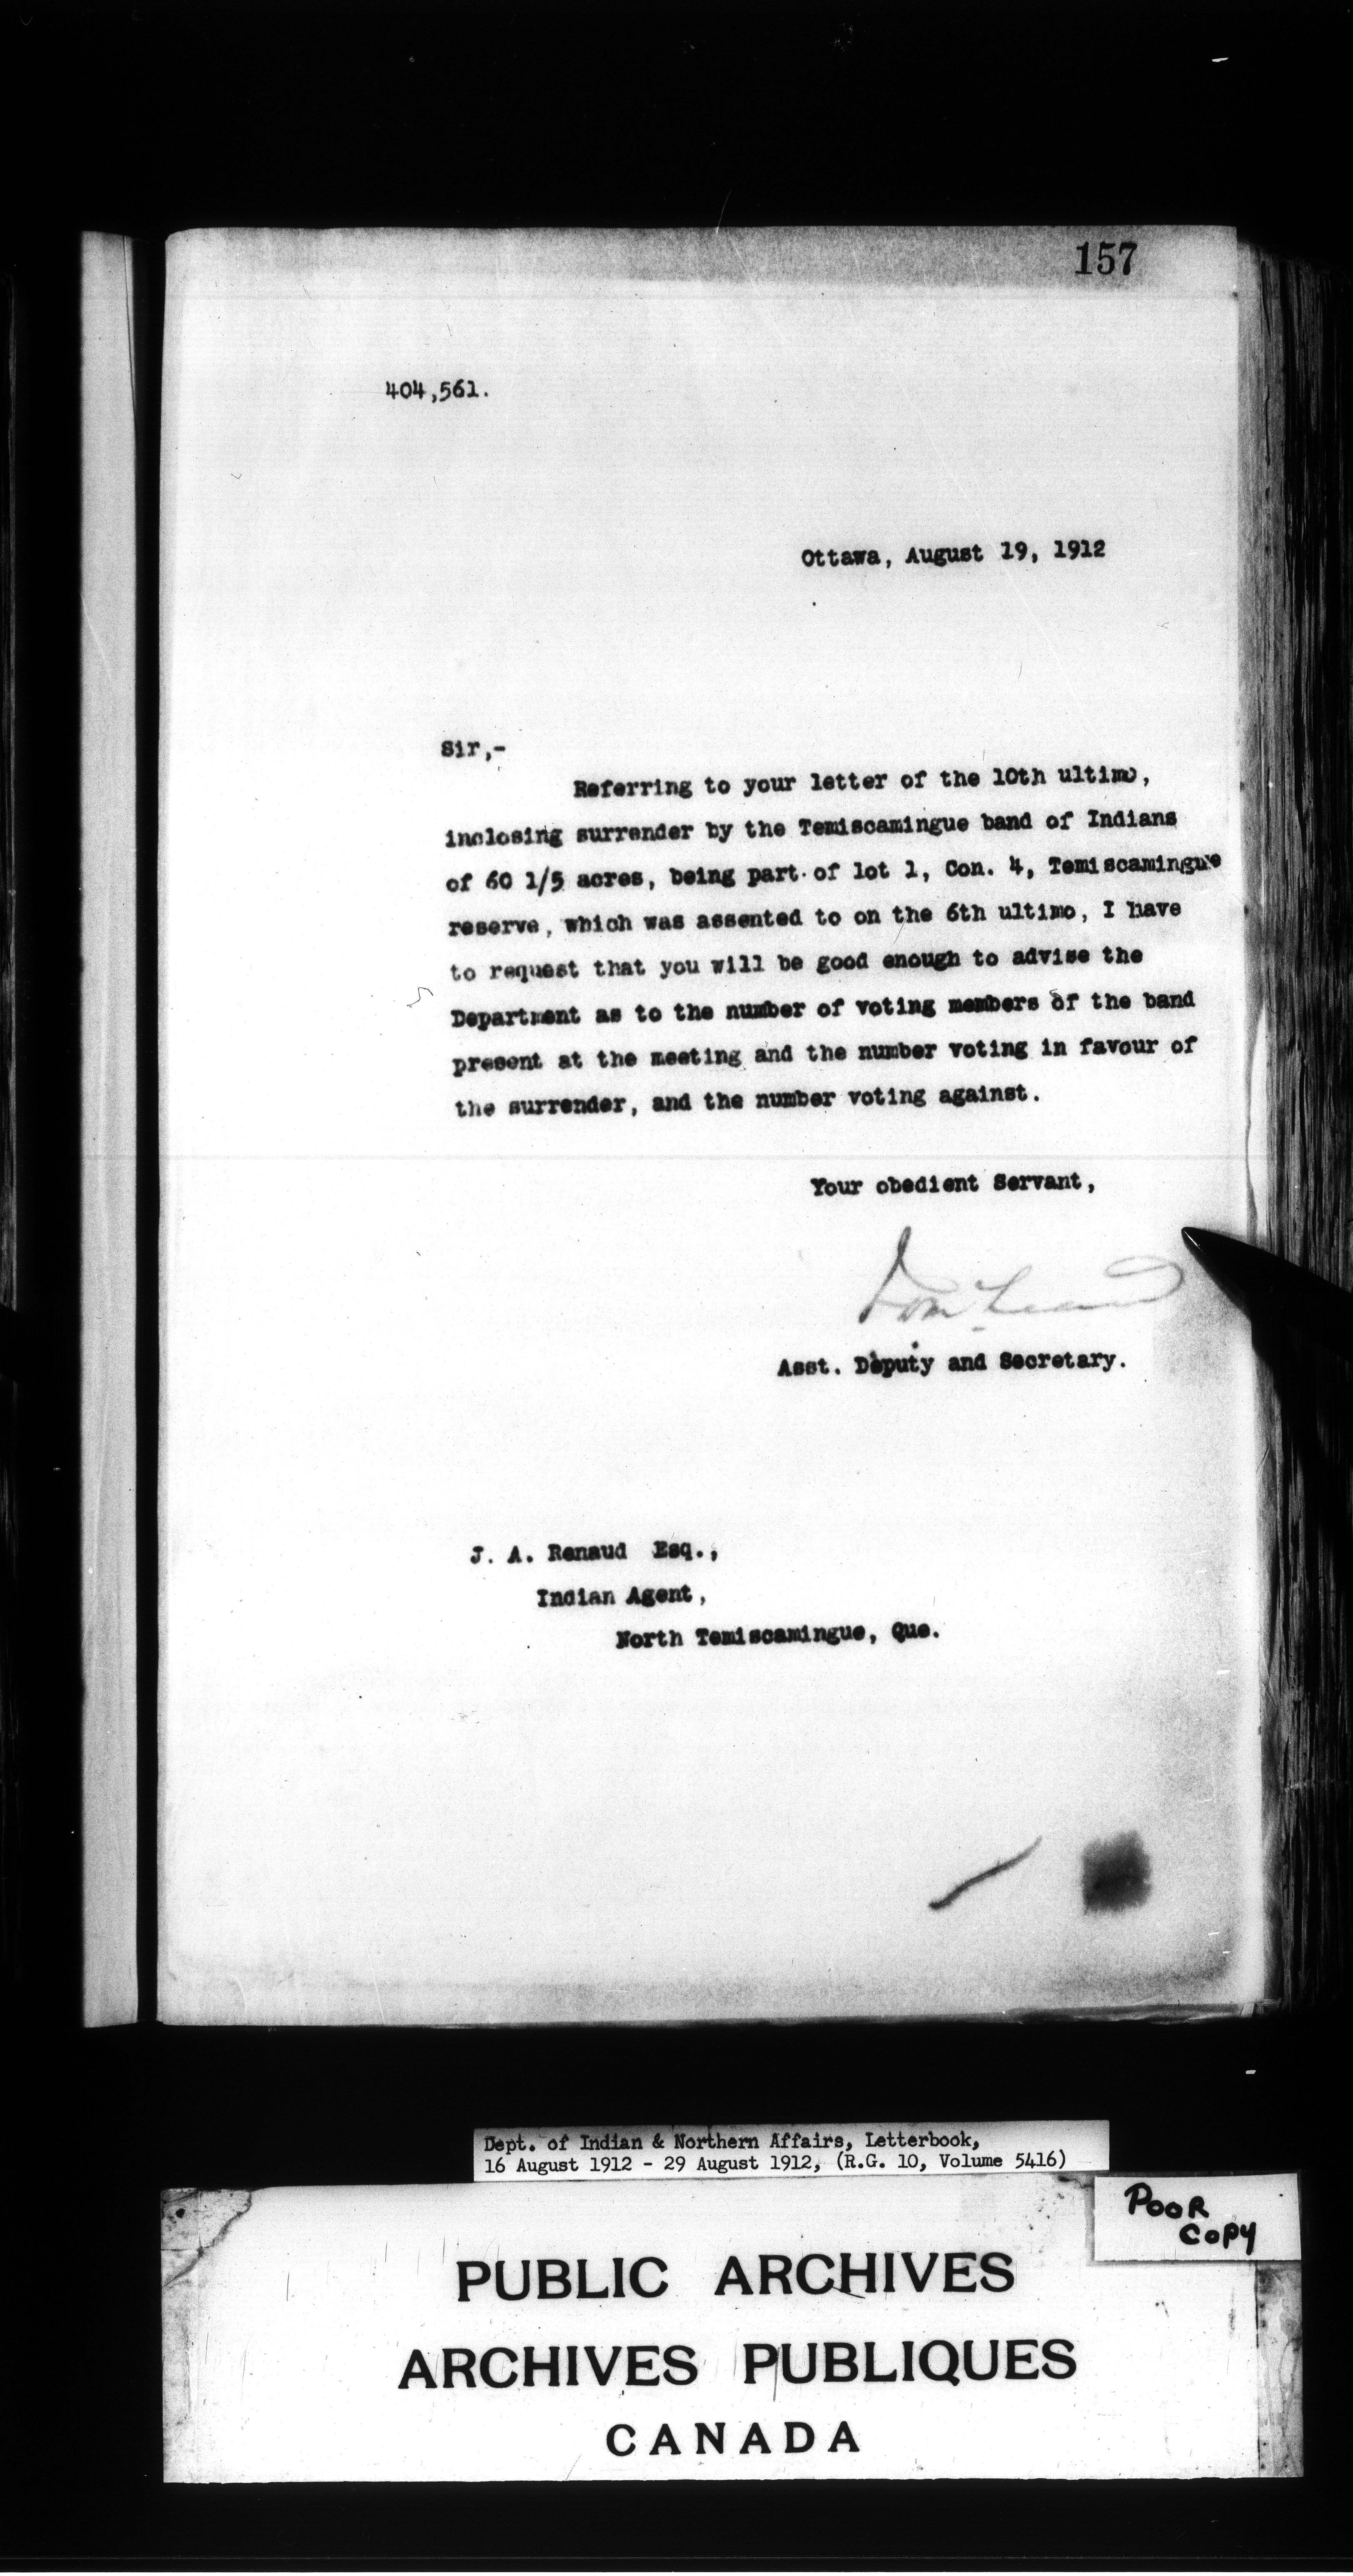 157
404,561.
Ottawa, August 19, 1912
Sir,-
Referring to your letter of the 10th ultimo,
inclosing surrender by the Temiscamingue band of Indians
of 60 1/5 acres, being part of lot 1, Con. 4, Temiscamingue
reserve, which was assented to on the 6th ultimo, I have
to request that you will be good enough to advise the
Department as to the number of voting members of the band
present at the meeting and the number voting in favour of
the surrender, and the number voting against.
Your obedient Servant,
Asst. Deputy and Secretary.
J. A. Renaud Esq.,
Indian Agent,
North Temiscamingue, Que.
Dept. of Indian & Northern Affairs, Letterbook,
16 August 1912 - 29 August 1912, (R.G. 10, Volume 5416)
POOR
COPY
PUBLIC ARCHIVES
ARCHIVES PUBLIQUES
CANADA